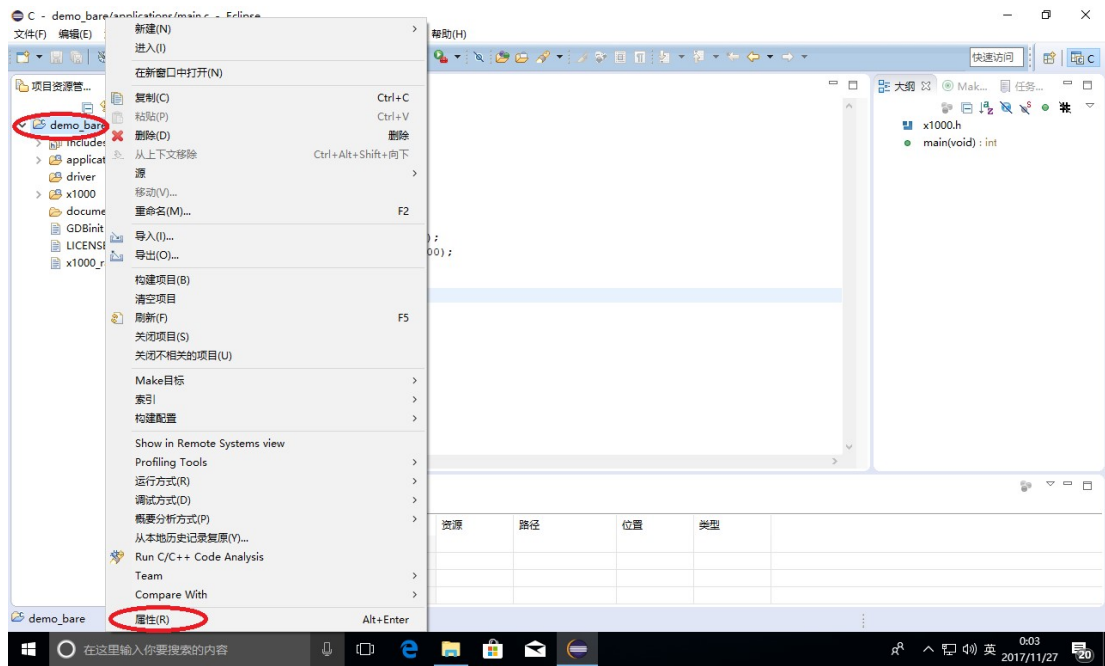 C - demo_bare/applications/main.c - Eclipse
文件(F) 编辑(E) 帮助(H)
快速访问 C
项目资源管...
demo_bare
Includes
applicat
driver
x1000
docume
GDBinit
LICENSE
x1000_r
新建(N)
进入(I)
在新窗口中打开(N)
复制(C) Ctrl+C
粘贴(P) Ctrl+V
删除(D) 删除
从上下文移除 Ctrl+Alt+Shift+向下
源
移动(V)...
重命名(M)... F2
导入(I)...
导出(O)...
构建项目(B)
清空项目
刷新(F) F5
关闭项目(S)
关闭不相关的项目(U)
Make目标
索引
构建配置
Show in Remote Systems view
Profiling Tools
运行方式(R)
调试方式(D)
概要分析方式(P)
从本地历史记录复原(Y)...
Run C/C++ Code Analysis
Team
Compare With
属性(R) Alt+Enter
);
00);
大纲 Mak... 任务...
x1000.h
main(void) : int
资源 路径 位置 类型
demo_bare
在这里输入你要搜索的内容
英 0:03
2017/11/27 20